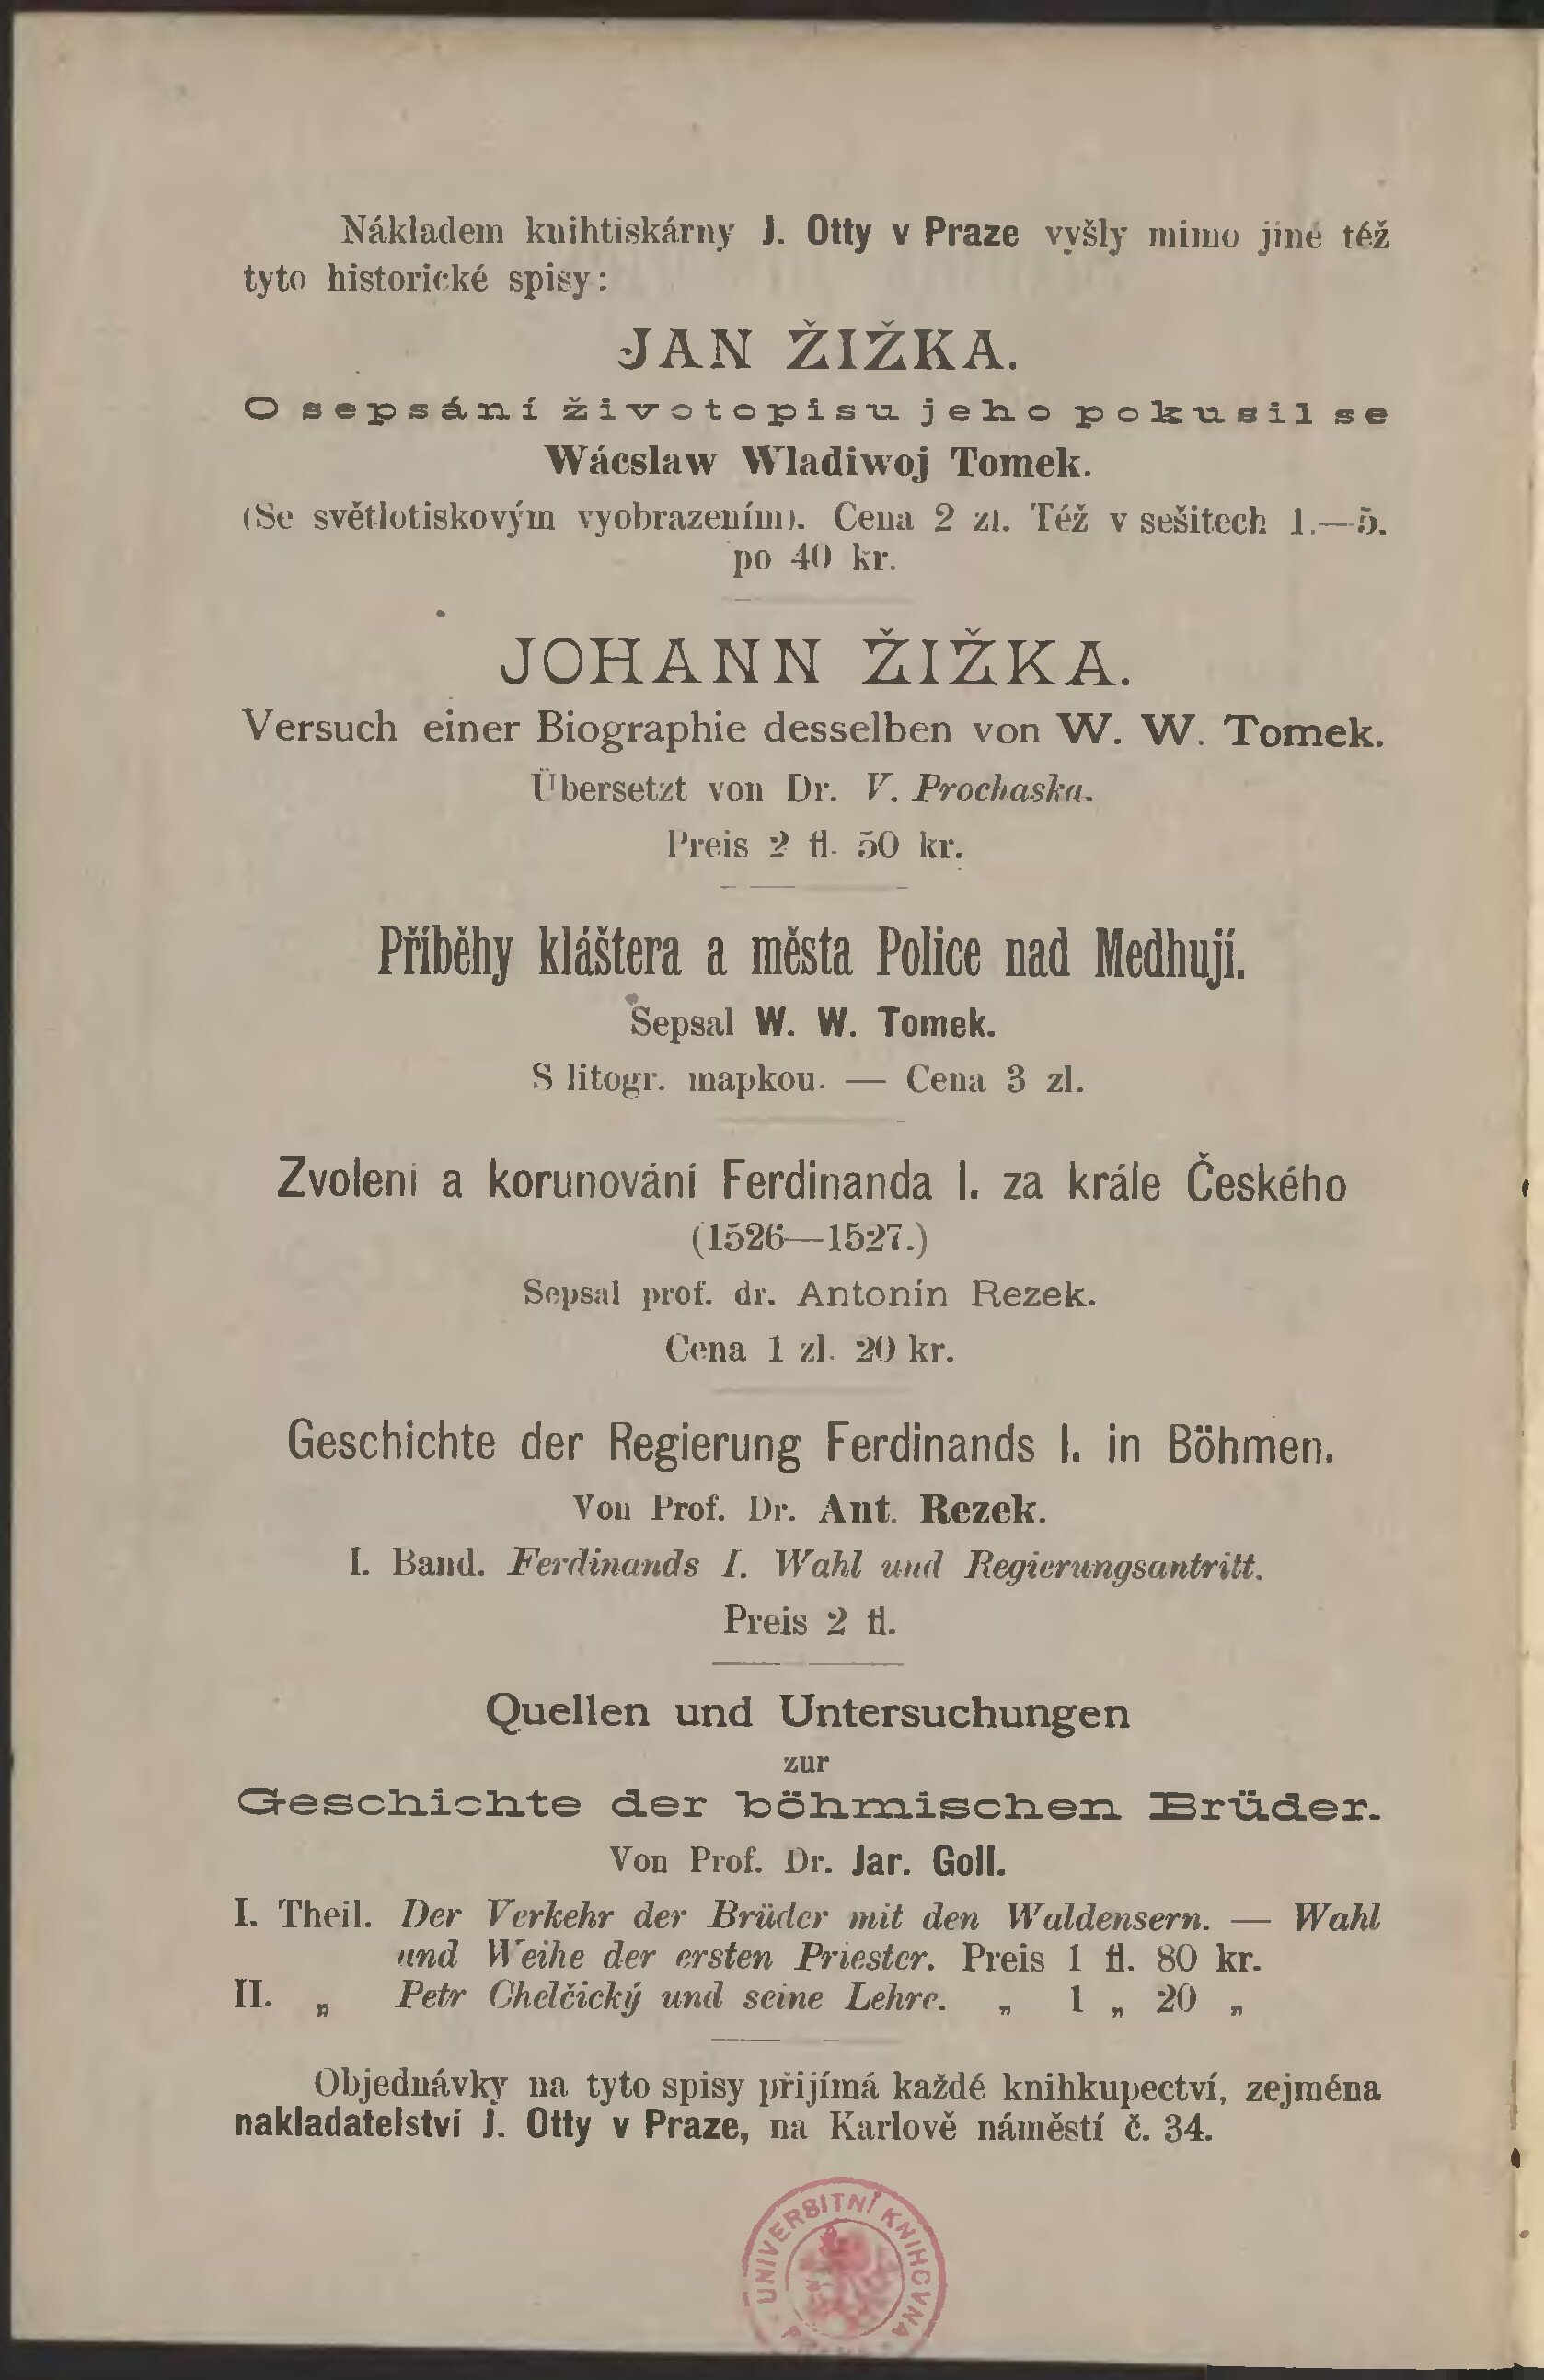 Nákladem knihtiskárny J. Otty v Praze vyšly mimo jiné též
tyto historické spisy:
JAN ŽIŽKA.
O sepsání životopisu jeho pokusil se
Wácslaw Wladiwoj Tomek.
(Se světlotiskovým vyobrazením). Cena 2 zl. Též v sešitech 1.—5.
po 40 kr.
JOHANN ŽIŽKA.
Versuch einer Biographie desselben von W. W. Tomek.
Übersetzt von Dr. V. Prochaska.
Preis 2 fl. 50 kr.
Příběhy kláštera a města Police nad Medhují.
Sepsal W. W. Tomek.
S litogr. mapkou. — Cena 3 zl.
Zvolení a korunování Ferdinanda I. za krále Českého
(1526—1527.)
Sepsal prof. dr. Antonín Rezek.
Cena 1 zl. 20 kr.
Geschichte der Regierung Ferdinands I. in Böhmen.
Von Prof. Dr. Ant. Rezek.
I. Band. Ferdinands I. Wahl und Regierungsantritt.
Preis 2 fl.
Quellen und Untersuchungen
zur
Geschichte der böhmischen Brüder.
Von Prof. Dr. Jar. Goll.
I. Theil. Der Verkehr der Brüder mit den Waldensern. — Wahl
und Weihe der ersten Priester. Preis 1 fl. 80 kr.
II. „ Petr Chelčický und seine Lehre. „ 1 „ 20 „
Objednávky na tyto spisy přijímá každé knihkupectví, zejména
nakladatelství J. Otty v Praze, na Karlově náměstí č. 34.
UNIVERSITNÍ KNIHOVNA